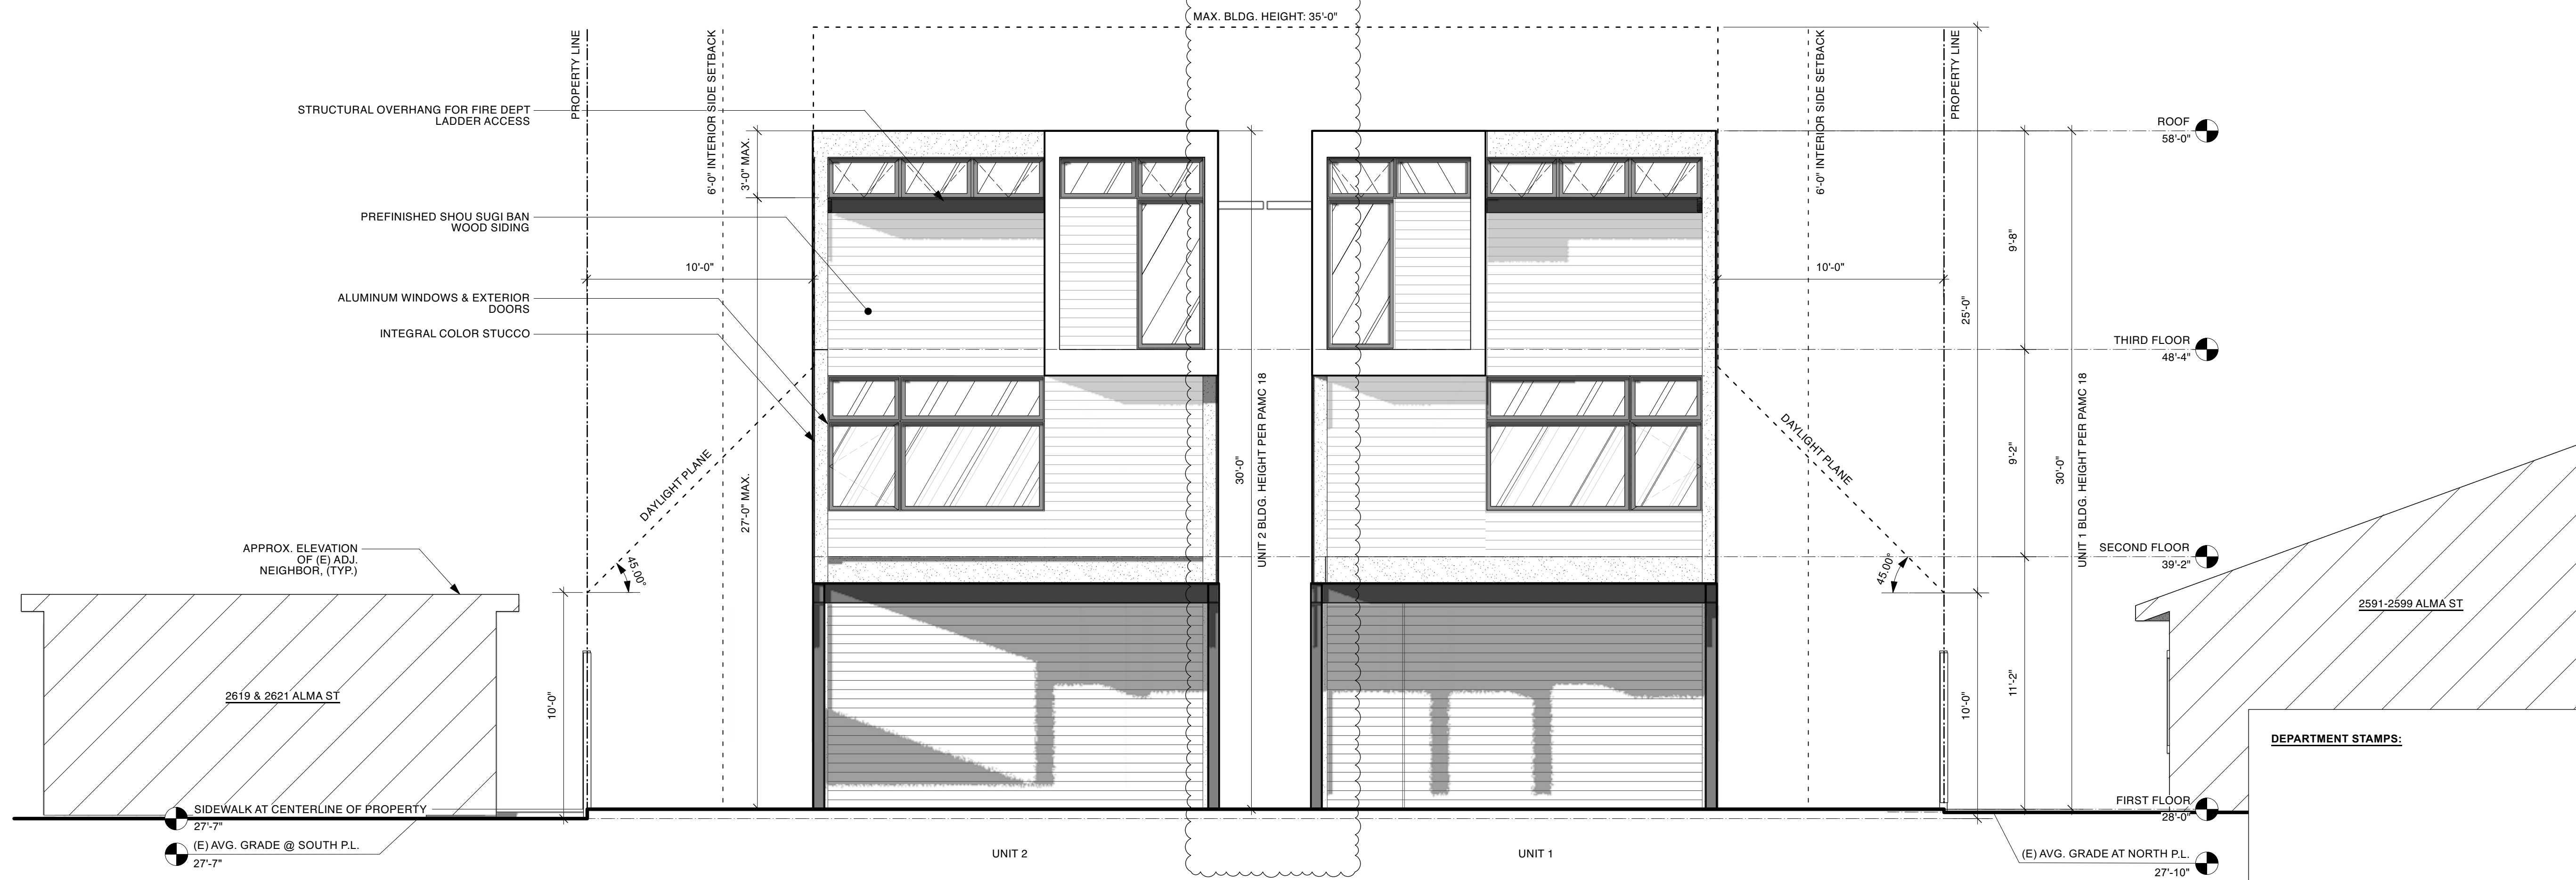 MAX. BLDG. HEIGHT: 35'-0"
PROPERTY LINE
6'-0" INTERIOR SIDE SETBACK
STRUCTURAL OVERHANG FOR FIRE DEPT
LADDER ACCESS
3'-0" MAX.
PREFINISHED SHOU SUGI BAN
WOOD SIDING
10'-0"
ALUMINUM WINDOWS & EXTERIOR
DOORS
INTEGRAL COLOR STUCCO
DAYLIGHT PLANE
27'-0" MAX.
45.00°
APPROX. ELEVATION
OF (E) ADJ.
NEIGHBOR, (TYP.)
2619 & 2621 ALMA ST
10'-0"
SIDEWALK AT CENTERLINE OF PROPERTY
27'-7"
(E) AVG. GRADE @ SOUTH P.L.
27'-7"
UNIT 2
30'-0"
UNIT 2 BLDG. HEIGHT PER PAMC 18
UNIT 1
6'-0" INTERIOR SIDE SETBACK
PROPERTY LINE
10'-0"
DAYLIGHT PLANE
45.00°
25'-0"
10'-0"
9'-8"
9'-2"
11'-2"
30'-0"
UNIT 1 BLDG. HEIGHT PER PAMC 18
ROOF
58'-0"
THIRD FLOOR
48'-4"
SECOND FLOOR
39'-2"
2591-2599 ALMA ST
FIRST FLOOR
28'-0"
(E) AVG. GRADE AT NORTH P.L.
27'-10"
DEPARTMENT STAMPS: